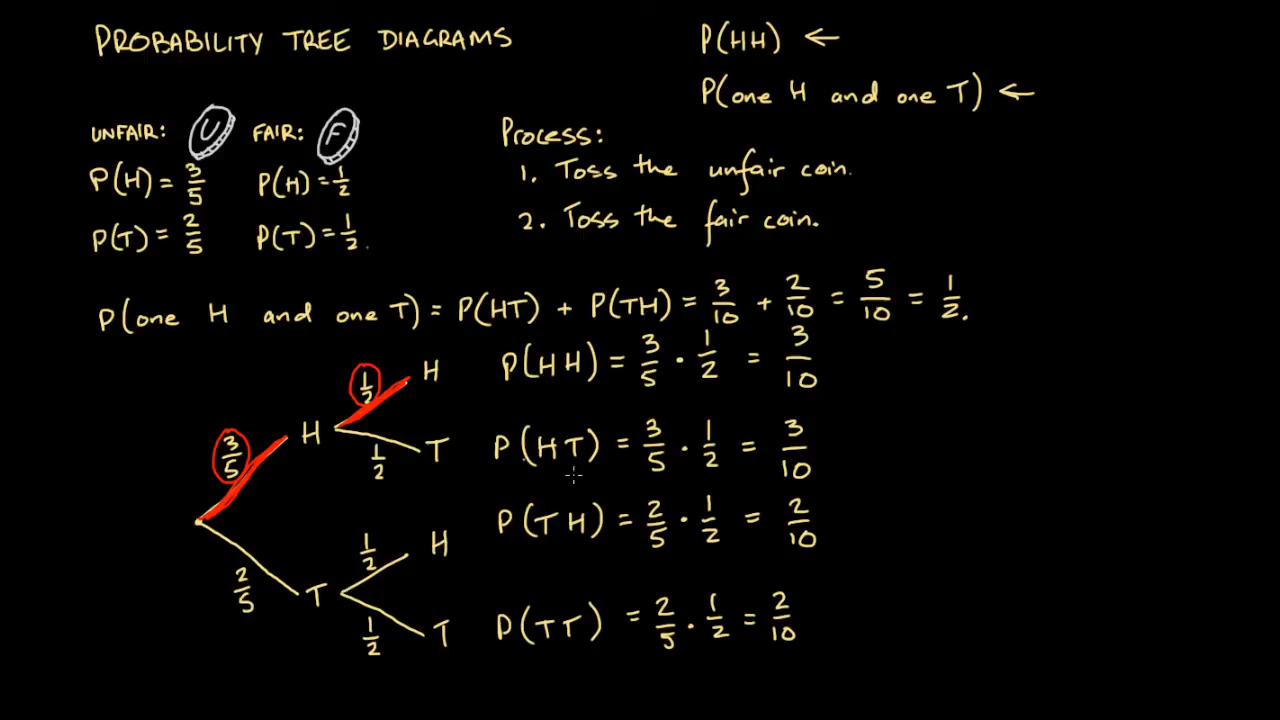 PROBABILITY TREE DIAGRAMS
P(HH) ←
P(one H and one T) ←
UNFAIR: U FAIR: F
P(H) = 3/5 P(H) = 1/2
P(T) = 2/5 P(T) = 1/2.
Process:
1. Toss the unfair coin.
2. Toss the fair coin.
P(one H and one T) = P(HT) + P(TH) = 3/10 + 2/10 = 5/10 = 1/2.
3/5 H 1/2 H P(HH) = 3/5 · 1/2 = 3/10
1/2 T P(HT) = 3/5 · 1/2 = 3/10
2/5 T 1/2 H P(TH) = 2/5 · 1/2 = 2/10
1/2 T P(TT) = 2/5 · 1/2 = 2/10